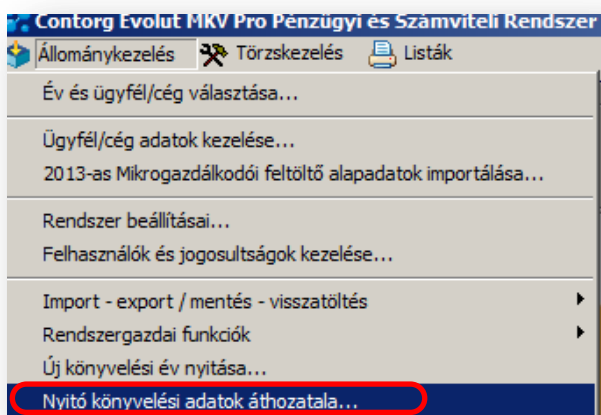 Contorg Evolut MKV Pro Pénzügyi és Számviteli Rendszer
Állománykezelés Törzskezelés Listák
Év és ügyfél/cég választása...
Ügyfél/cég adatok kezelése...
2013-as Mikrogazdálkodói feltöltő alapadatok importálása...
Rendszer beállításai...
Felhasználók és jogosultságok kezelése...
Import - export / mentés - visszatöltés
Rendszergazdai funkciók
Új könyvelési év nyitása...
Nyitó könyvelési adatok áthozatala...